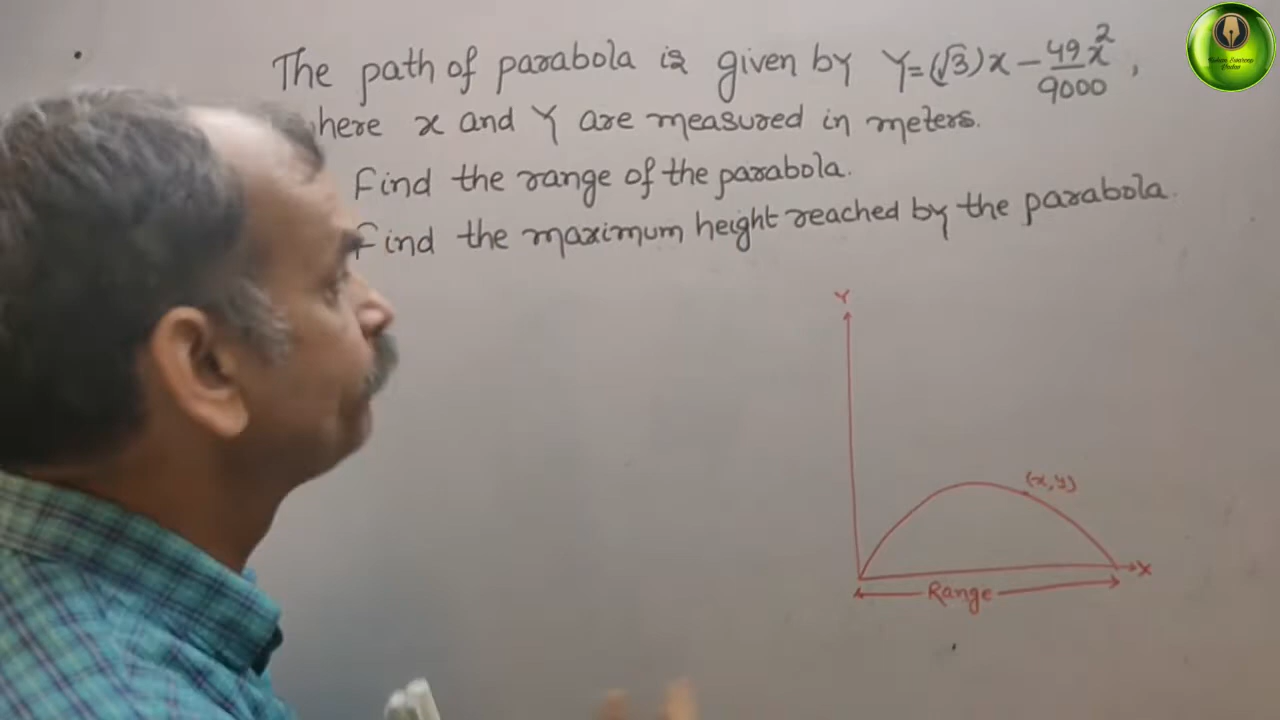 The path of parabola is given by Y=(√3)x - 49x²/9000 ,
here x and Y are measured in meters.
Find the range of the parabola.
Find the maximum height reached by the parabola.
Y
(x,y)
X
Range